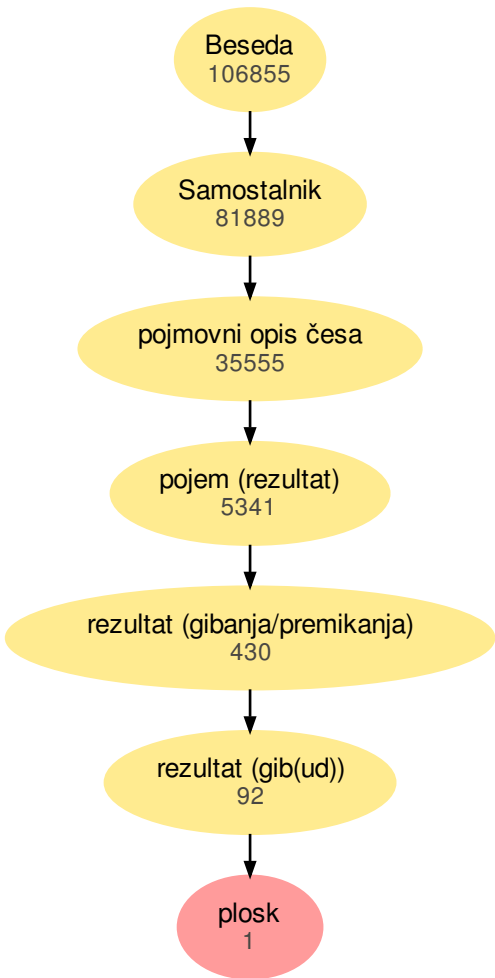 Beseda
106855
Samostalnik
81889
pojmovni opis česa
35555
pojem (rezultat)
5341
rezultat (gibanja/premikanja)
430
rezultat (gib(ud))
92
plosk
1